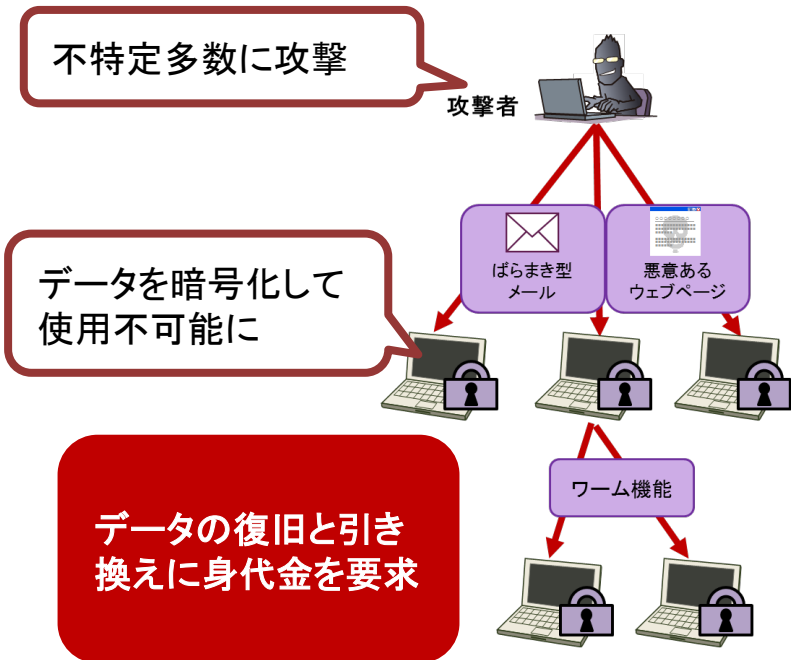 不特定多数に攻撃
攻撃者
ばらまき型
メール
悪意ある
ウェブページ
データを暗号化して
使用不可能に
ワーム機能
データの復旧と引き
換えに身代金を要求